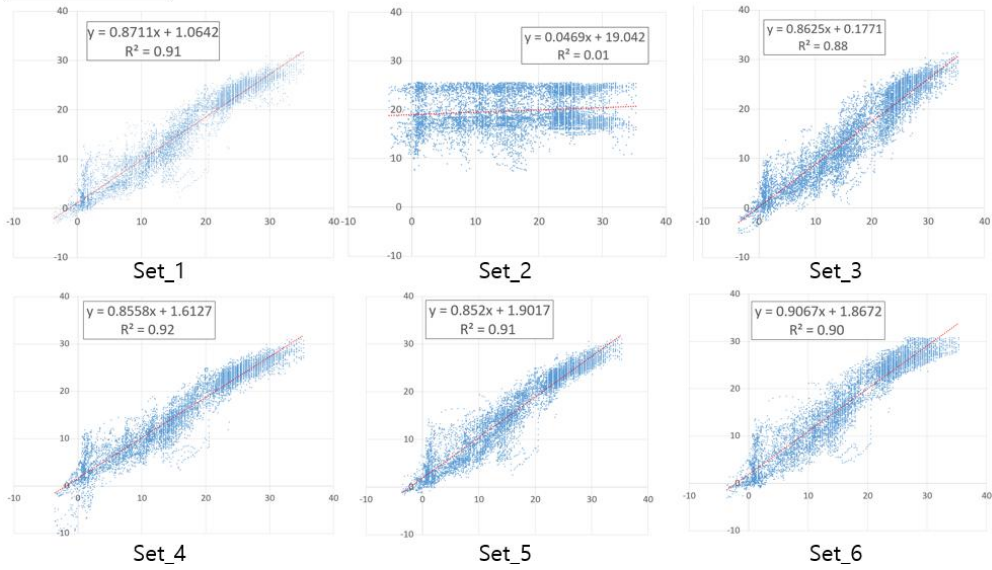 40
y = 0.8711x + 1.0642
R² = 0.91
30
20
10
0
-10 0 10 20 30 40
-10
Set_1
40
y = 0.0469x + 19.042
R² = 0.01
30
20
10
0
-10 0 10 20 30 40
-10
Set_2
40
y = 0.8625x + 0.1771
R² = 0.88
30
20
10
0
-10 0 10 20 30 40
-10
Set_3
40
y = 0.8558x + 1.6127
R² = 0.92
30
20
10
0
-10 0 10 20 30 40
-10
Set_4
40
y = 0.852x + 1.9017
R² = 0.91
30
20
10
0
-10 0 10 20 30 40
-10
Set_5
40
y = 0.9067x + 1.8672
R² = 0.90
30
20
10
0
-10 0 10 20 30 40
-10
Set_6